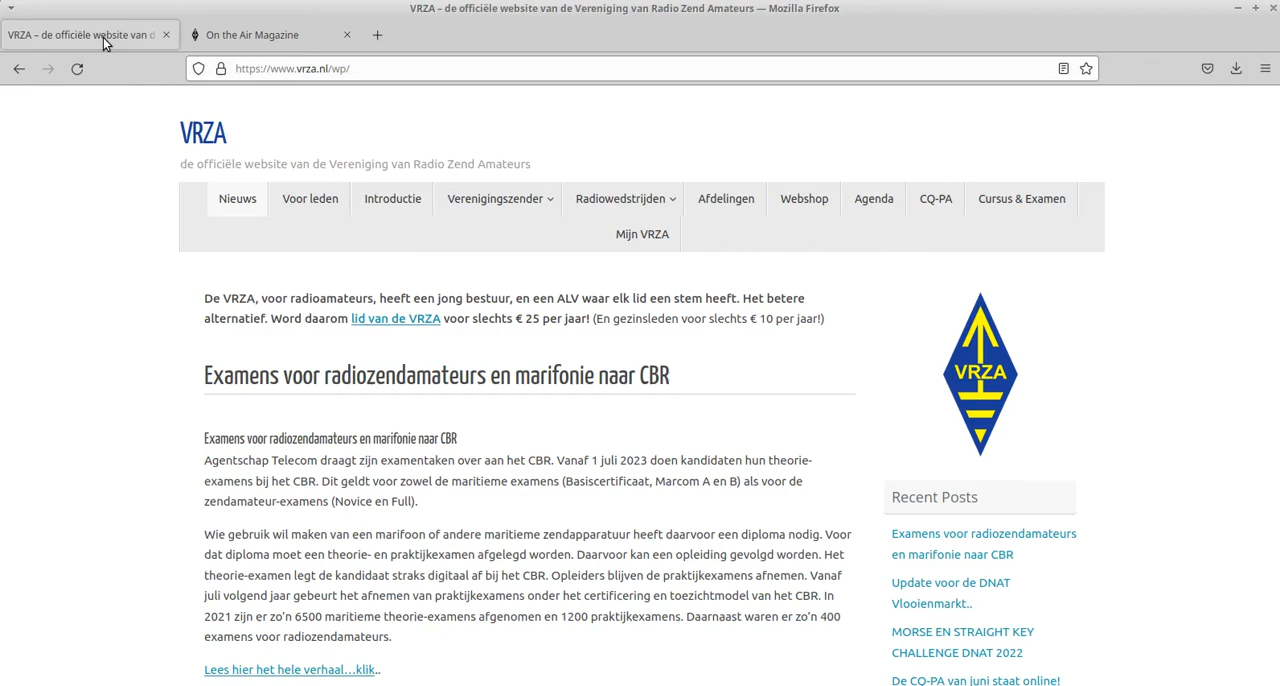 VRZA – de officiële website van de Vereniging van Radio Zend Amateurs — Mozilla Firefox
VRZA – de officiële website van d
On the Air Magazine
https://www.vrza.nl/wp/
VRZA
de officiële website van de Vereniging van Radio Zend Amateurs
Nieuws
Voor leden
Introductie
Verenigingszender
Radiowedstrijden
Afdelingen
Webshop
Agenda
CQ-PA
Cursus & Examen
Mijn VRZA
De VRZA, voor radioamateurs, heeft een jong bestuur, en een ALV waar elk lid een stem heeft. Het betere
alternatief. Word daarom lid van de VRZA voor slechts € 25 per jaar! (En gezinsleden voor slechts € 10 per jaar!)
Examens voor radiozendamateurs en marifonie naar CBR
Examens voor radiozendamateurs en marifonie naar CBR
Agentschap Telecom draagt zijn examentaken over aan het CBR. Vanaf 1 juli 2023 doen kandidaten hun theorie-
examens bij het CBR. Dit geldt voor zowel de maritieme examens (Basiscertificaat, Marcom A en B) als voor de
zendamateur-examens (Novice en Full).
Wie gebruik wil maken van een marifoon of andere maritieme zendapparatuur heeft daarvoor een diploma nodig. Voor
dat diploma moet een theorie- en praktijkexamen afgelegd worden. Daarvoor kan een opleiding gevolgd worden. Het
theorie-examen legt de kandidaat straks digitaal af bij het CBR. Opleiders blijven de praktijkexamens afnemen. Vanaf
juli volgend jaar gebeurt het afnemen van praktijkexamens onder het certificering en toezichtmodel van het CBR. In
2021 zijn er zo'n 6500 maritieme theorie-examens afgenomen en 1200 praktijkexamens. Daarnaast waren er zo'n 400
examens voor radiozendamateurs.
Lees hier het hele verhaal…klik..
VRZA
Recent Posts
Examens voor radiozendamateurs
en marifonie naar CBR
Update voor de DNAT
Vlooienmarkt..
MORSE EN STRAIGHT KEY
CHALLENGE DNAT 2022
De CQ-PA van juni staat online!